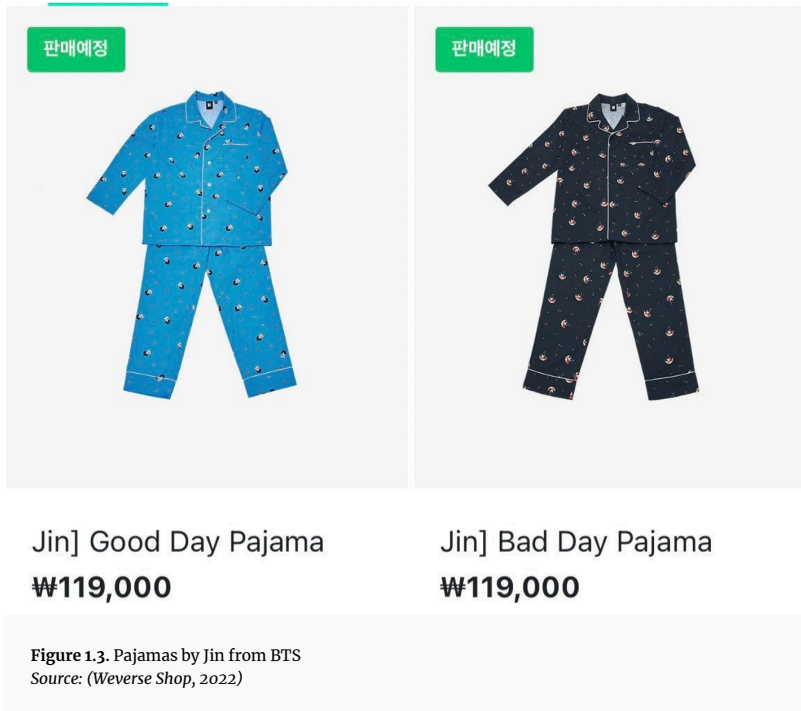 판매예정
판매예정
Jin] Good Day Pajama
Jin] Bad Day Pajama
₩119,000
₩119,000
Figure 1.3. Pajamas by Jin from BTS
Source: (Weverse Shop, 2022)